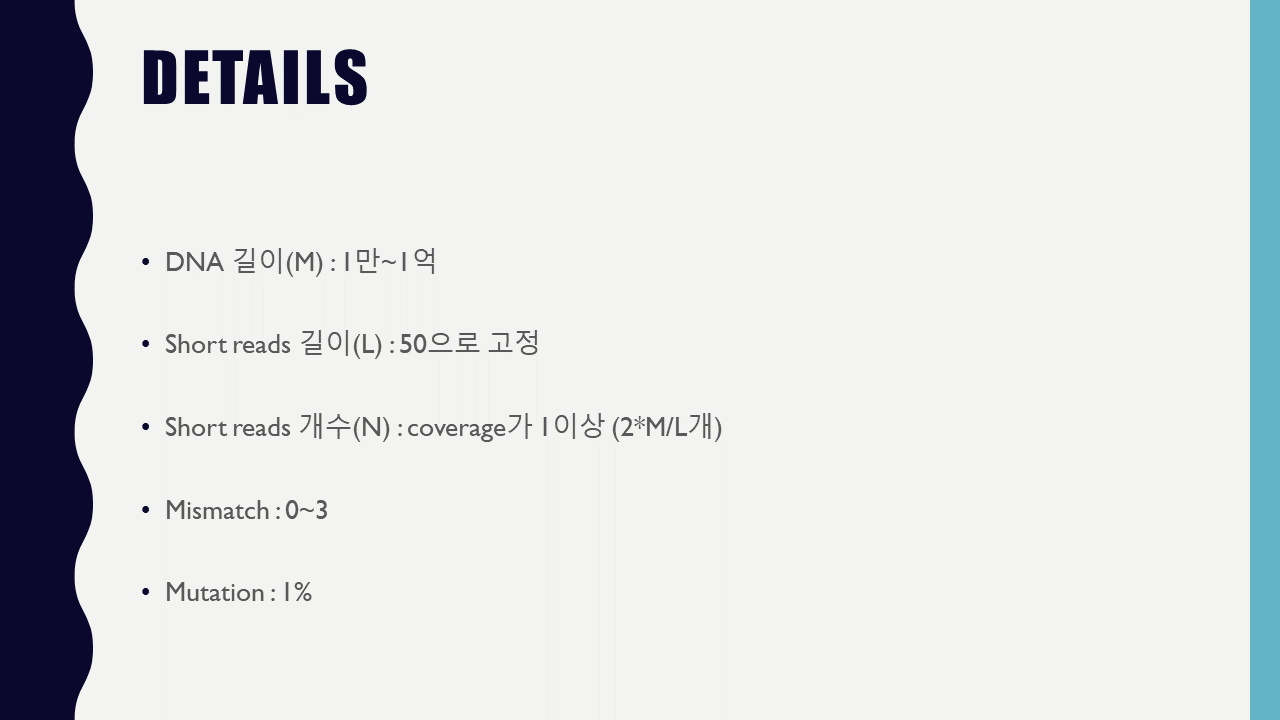 DETAILS
• DNA 길이(M) : 1만~1억
• Short reads 길이(L) : 50으로 고정
• Short reads 개수(N) : coverage가 1이상 (2*M/L개)
• Mismatch : 0~3
• Mutation : 1%